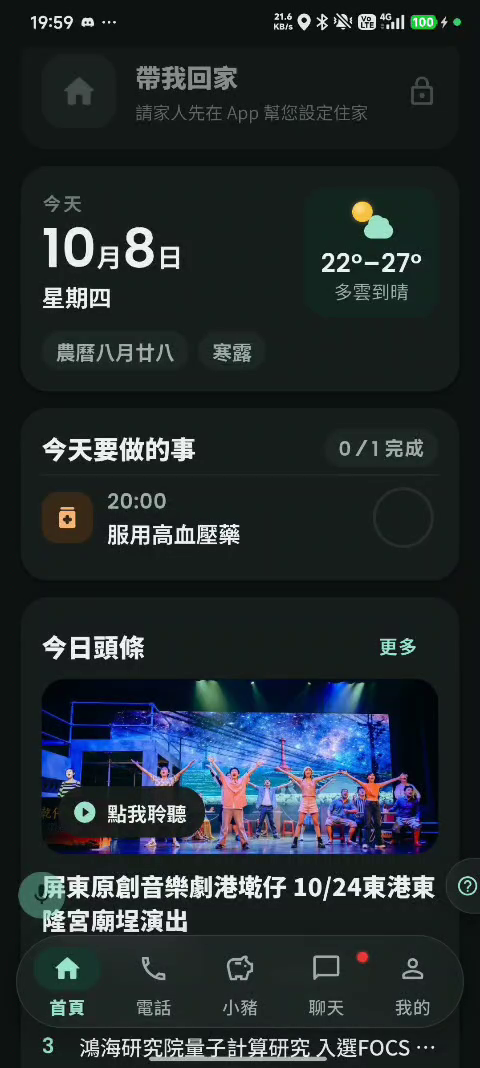 19:59
21.6
KB/s
Vo
LTE
4G
100
帶我回家
請家人先在 App 幫您設定住家
今天
10月8日
星期四
22°–27°
多雲到晴
農曆八月廿八
寒露
今天要做的事
0/1 完成
20:00
服用高血壓藥
今日頭條
更多
點我聆聽
屏東原創音樂劇港墘仔 10/24東港東
隆宮廟埕演出
首頁
電話
小豬
聊天
我的
3 鴻海研究院量子計算研究 入選FOCS ⋯